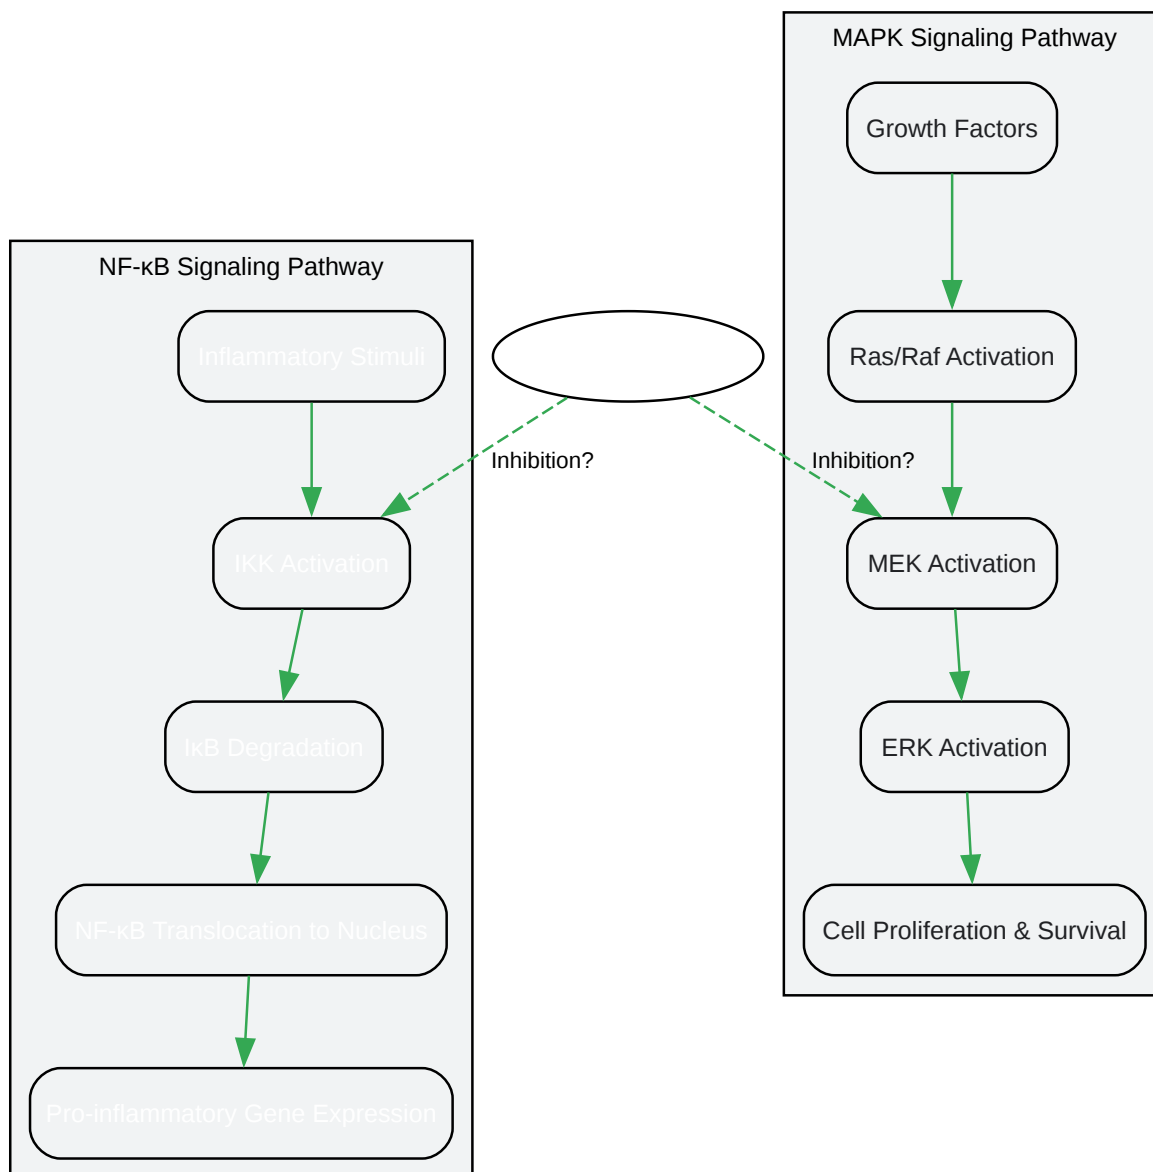 MAPK Signaling Pathway
Growth Factors
NF-κB Signaling Pathway
Inflammatory Stimuli
Ras/Raf Activation
Inhibition?
Inhibition?
IKK Activation
MEK Activation
IκB Degradation
ERK Activation
NF-κB Translocation to Nucleus
Cell Proliferation & Survival
Pro-inflammatory Gene Expression